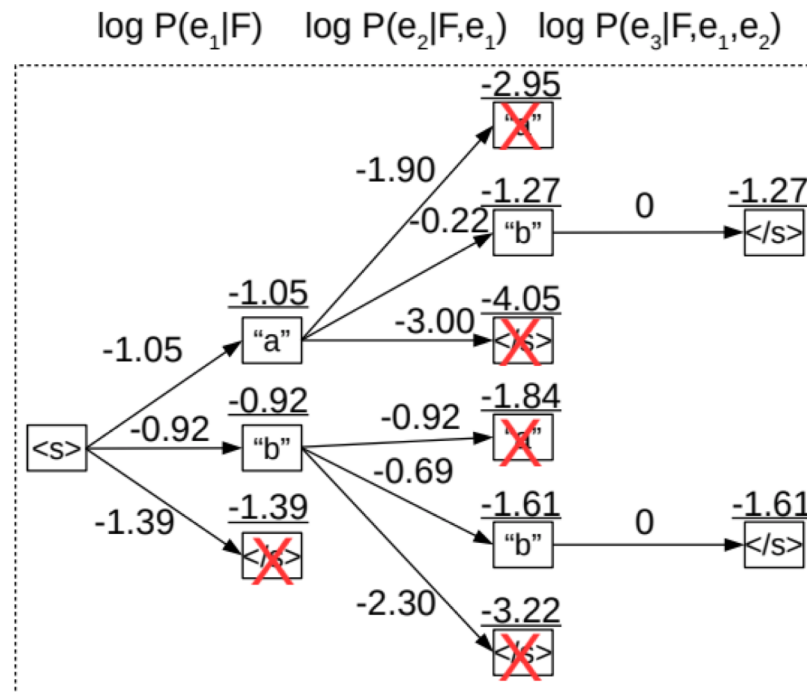 log P(e₁|F) log P(e₂|F,e₁) log P(e₃|F,e₁,e₂)
-2.95
"a"
-1.90
-1.27 0 -1.27
-0.22 "b" </s>
-1.05 -4.05
"a" -3.00 </s>
-1.05
-0.92 -1.84
<s> -0.92 "b" -0.92 "a"
-0.69
-1.39 -1.39 -1.61 0 -1.61
</s> "b" </s>
-2.30 -3.22
</s>